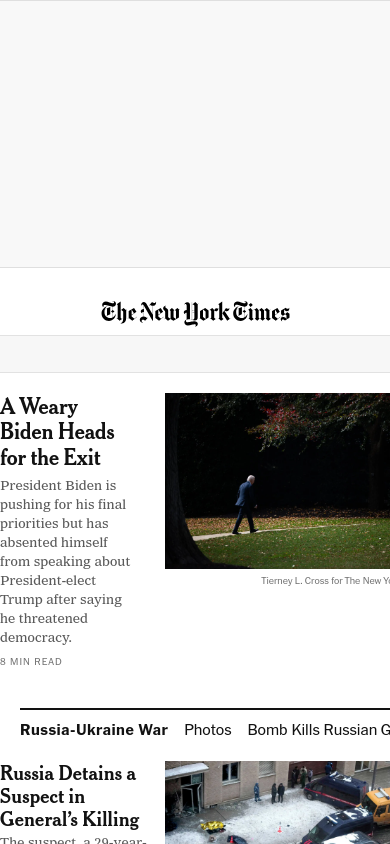 The New York Times
A Weary
Biden Heads
for the Exit
President Biden is
pushing for his final
priorities but has
absented himself
from speaking about
President-elect
Trump after saying
he threatened
democracy.
8 MIN READ
Tierney L. Cross for The New Yo
Russia-Ukraine War Photos Bomb Kills Russian G
Russia Detains a
Suspect in
General’s Killing
The suspect, a 29-year-